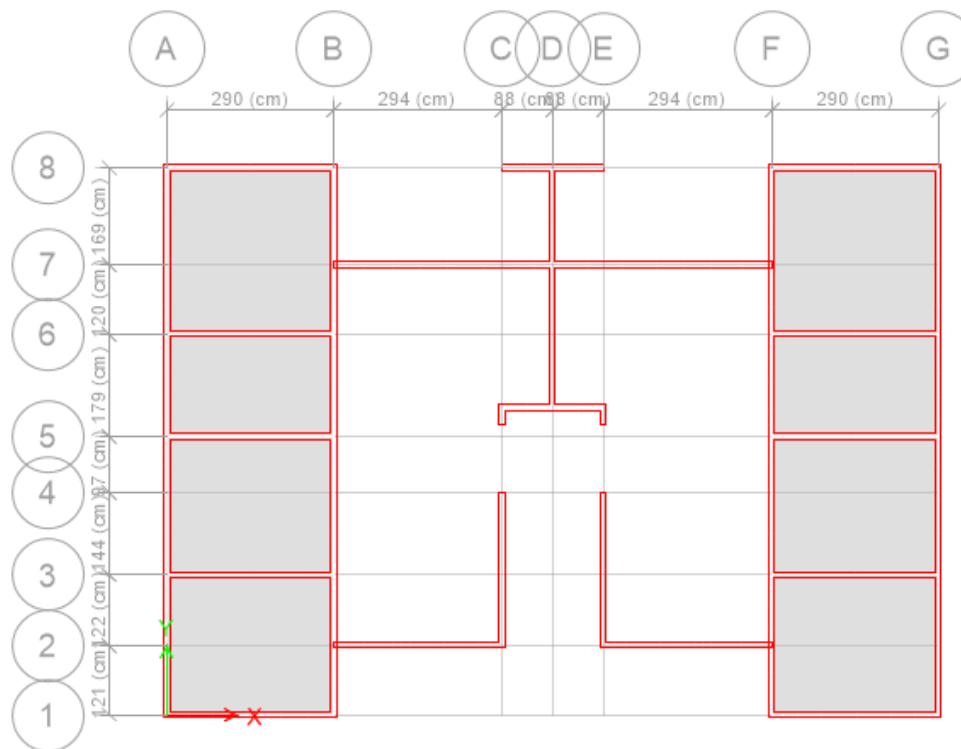 A B C D E F G
290 (cm) 294 (cm) 88 (cm) 88 (cm) 294 (cm) 290 (cm)
8
169 (cm)
7
120 (cm)
6
179 (cm)
5
97 (cm)
4
144 (cm)
3
122 (cm)
Y
2
121 (cm)
1
X